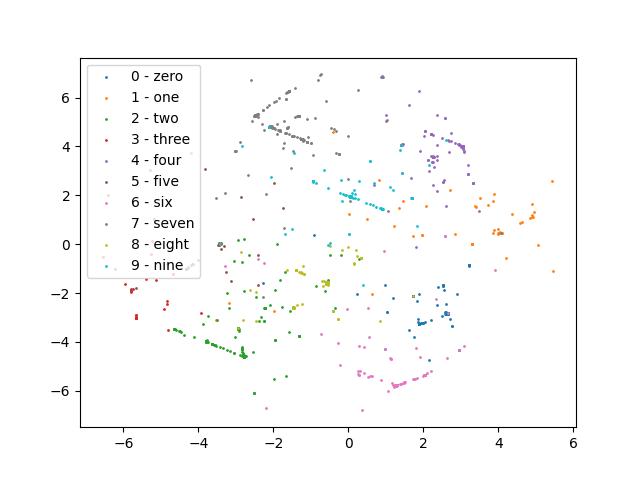 0 - zero
1 - one
2 - two
3 - three
4 - four
5 - five
6 - six
7 - seven
8 - eight
9 - nine
6
4
2
0
−2
−4
−6
−6 −4 −2 0 2 4 6